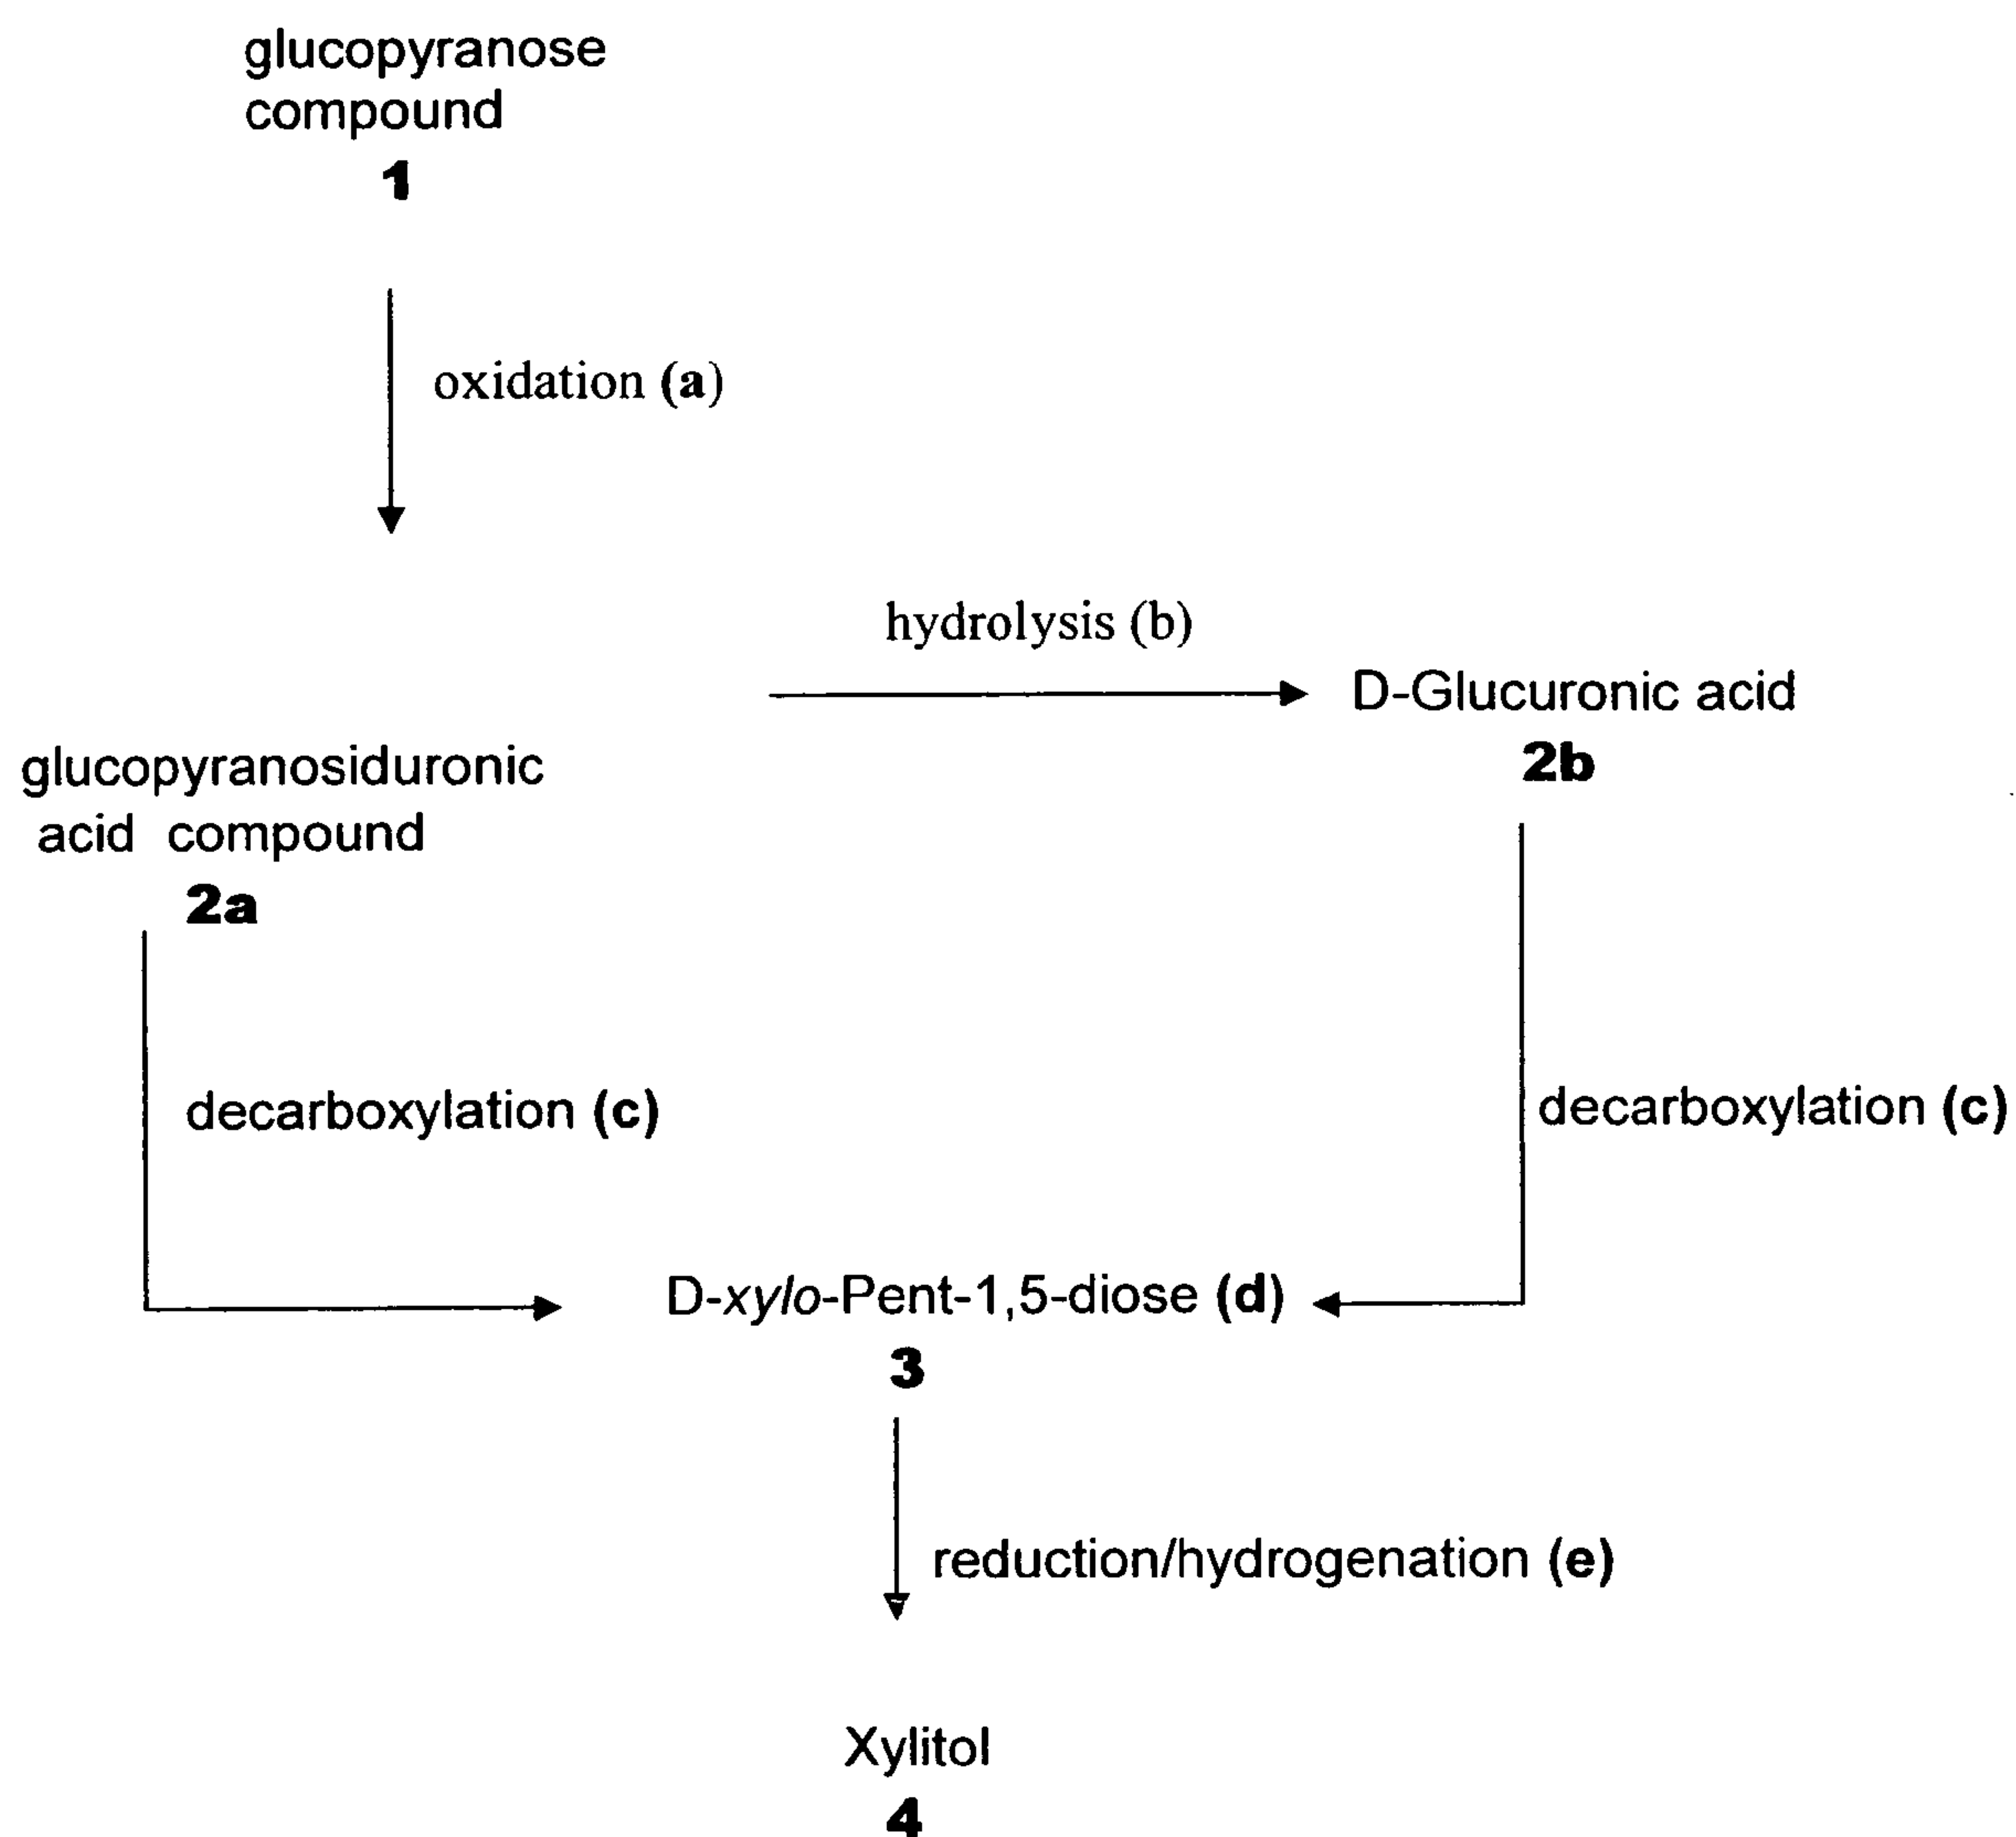 glucopyranose
compound
1
oxidation (a)
hydrolysis (b)
D-Glucuronic acid
2b
glucopyranosiduronic
acid compound
2a
decarboxylation (c)
decarboxylation (c)
D-xylo-Pent-1,5-diose (d)
3
reduction/hydrogenation (e)
Xylitol
4